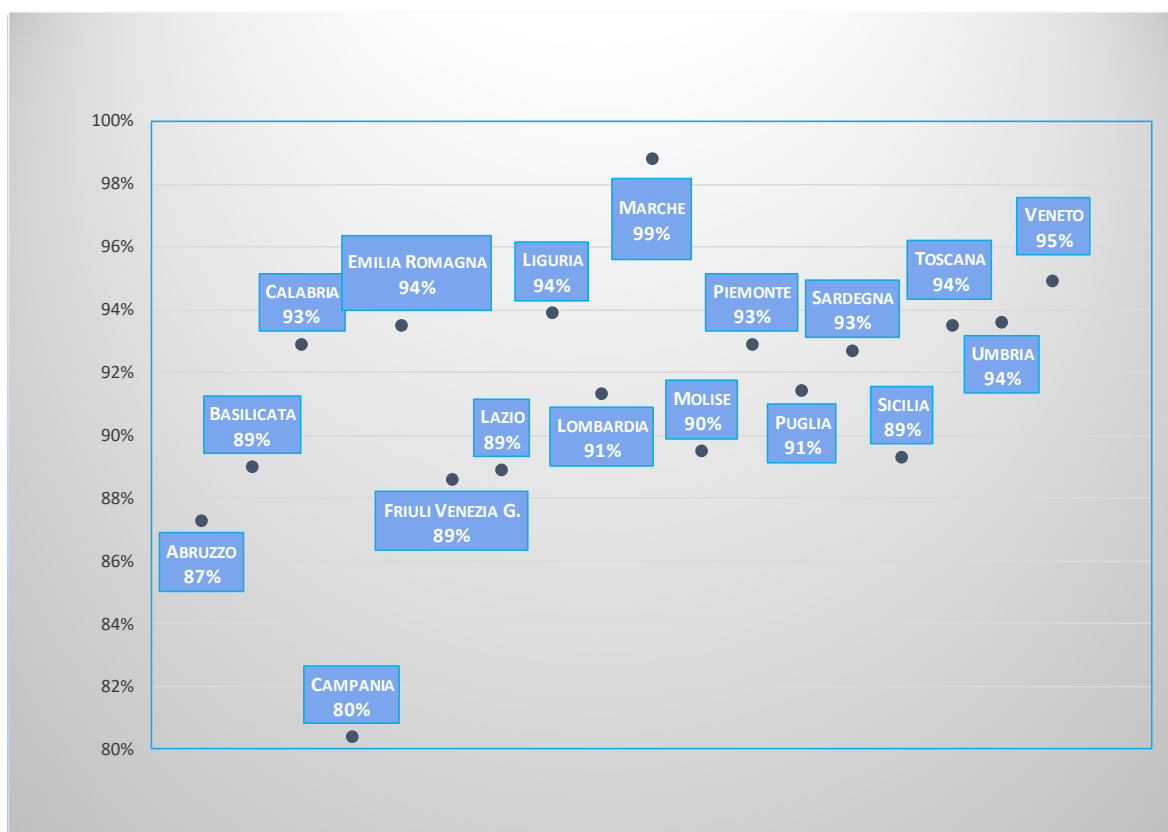 100%
98%
96%
94%
92%
90%
88%
86%
84%
82%
80%
ABRUZZO
87%
BASILICATA
89%
CALABRIA
93%
CAMPANIA
80%
EMILIA ROMAGNA
94%
FRIULI VENEZIA G.
89%
LAZIO
89%
LIGURIA
94%
LOMBARDIA
91%
MARCHE
99%
MOLISE
90%
PIEMONTE
93%
PUGLIA
91%
SARDEGNA
93%
SICILIA
89%
TOSCANA
94%
UMBRIA
94%
VENETO
95%